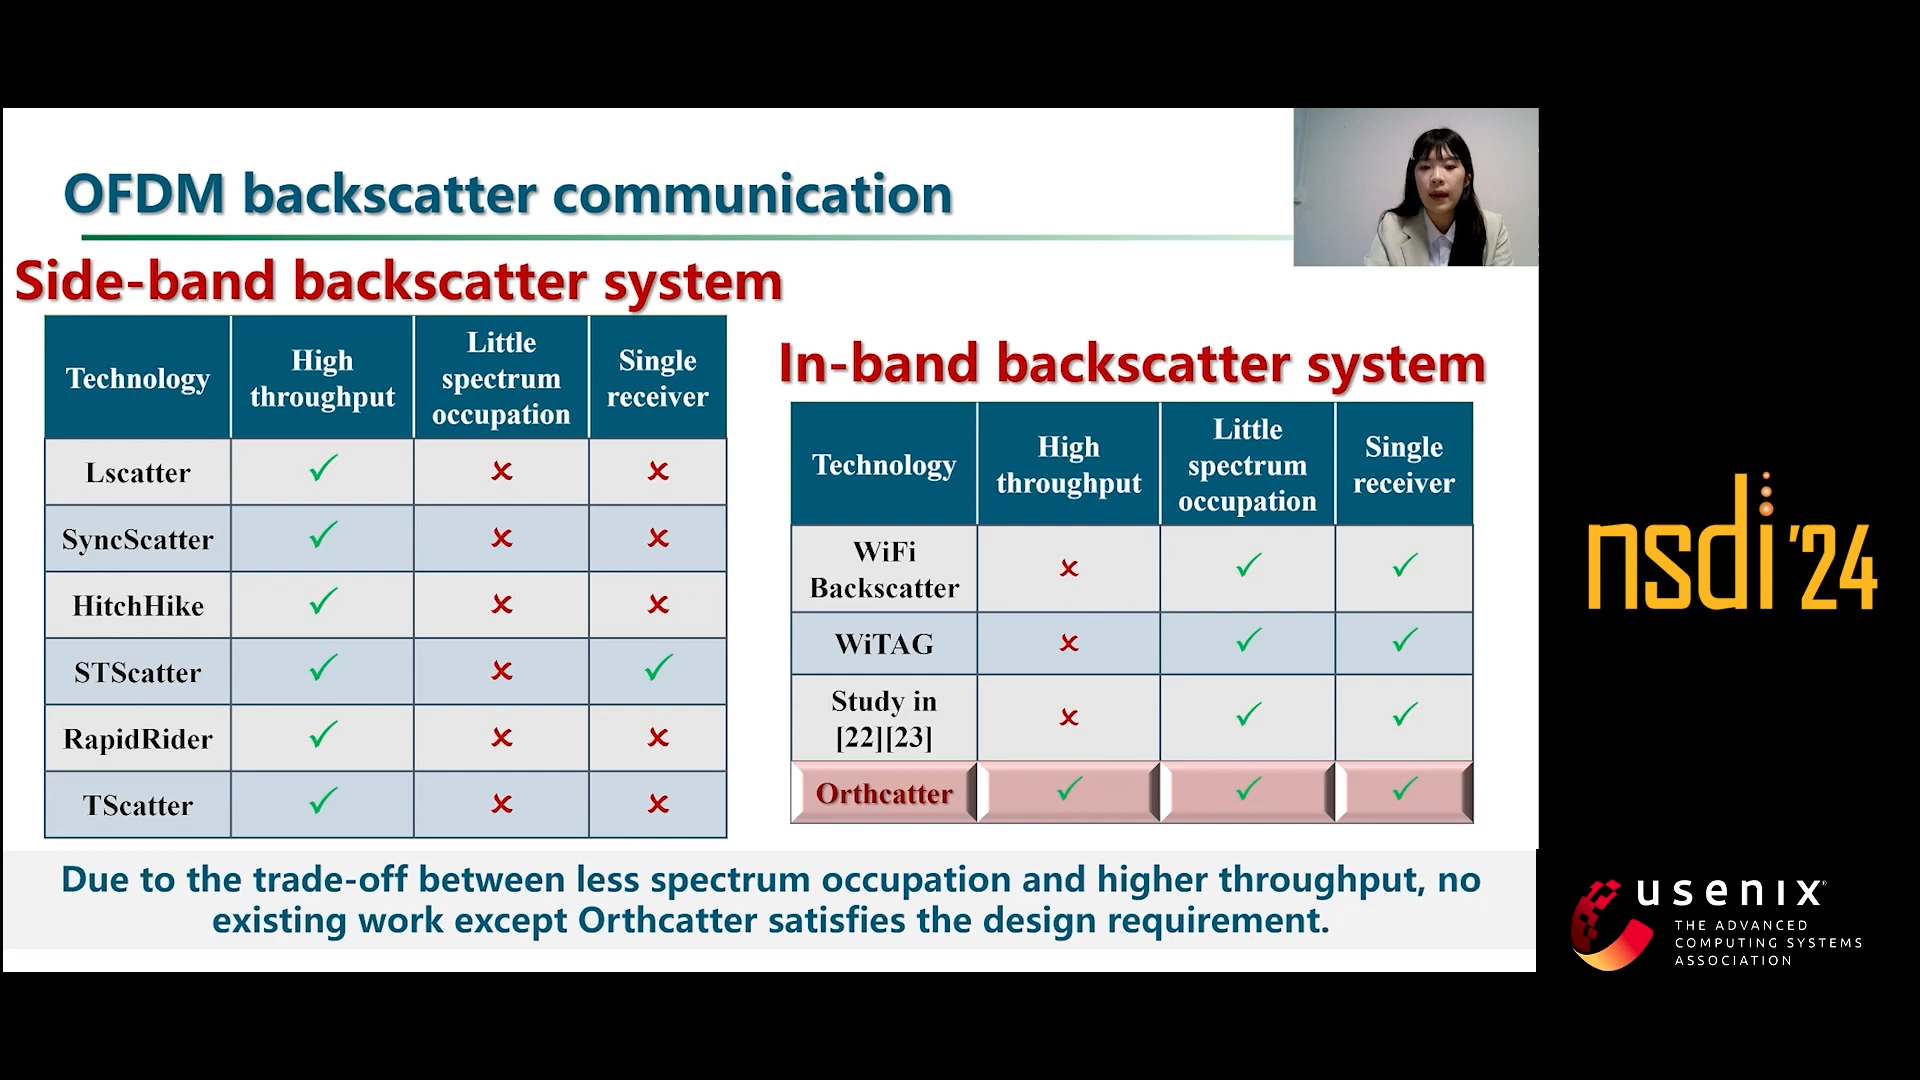 OFDM backscatter communication
Side-band backscatter system
Technology
High
throughput
Little
spectrum
occupation
Single
receiver
Lscatter
✓
✗
✗
SyncScatter
✓
✗
✗
HitchHike
✓
✗
✗
STScatter
✓
✗
✓
RapidRider
✓
✗
✗
TScatter
✓
✗
✗
In-band backscatter system
Technology
High
throughput
Little
spectrum
occupation
Single
receiver
WiFi
Backscatter
✗
✓
✓
WiTAG
✗
✓
✓
Study in
[22][23]
✗
✓
✓
Orthcatter
✓
✓
✓
Due to the trade-off between less spectrum occupation and higher throughput, no
existing work except Orthcatter satisfies the design requirement.
nsdi '24
usenix®
THE ADVANCED
COMPUTING SYSTEMS
ASSOCIATION